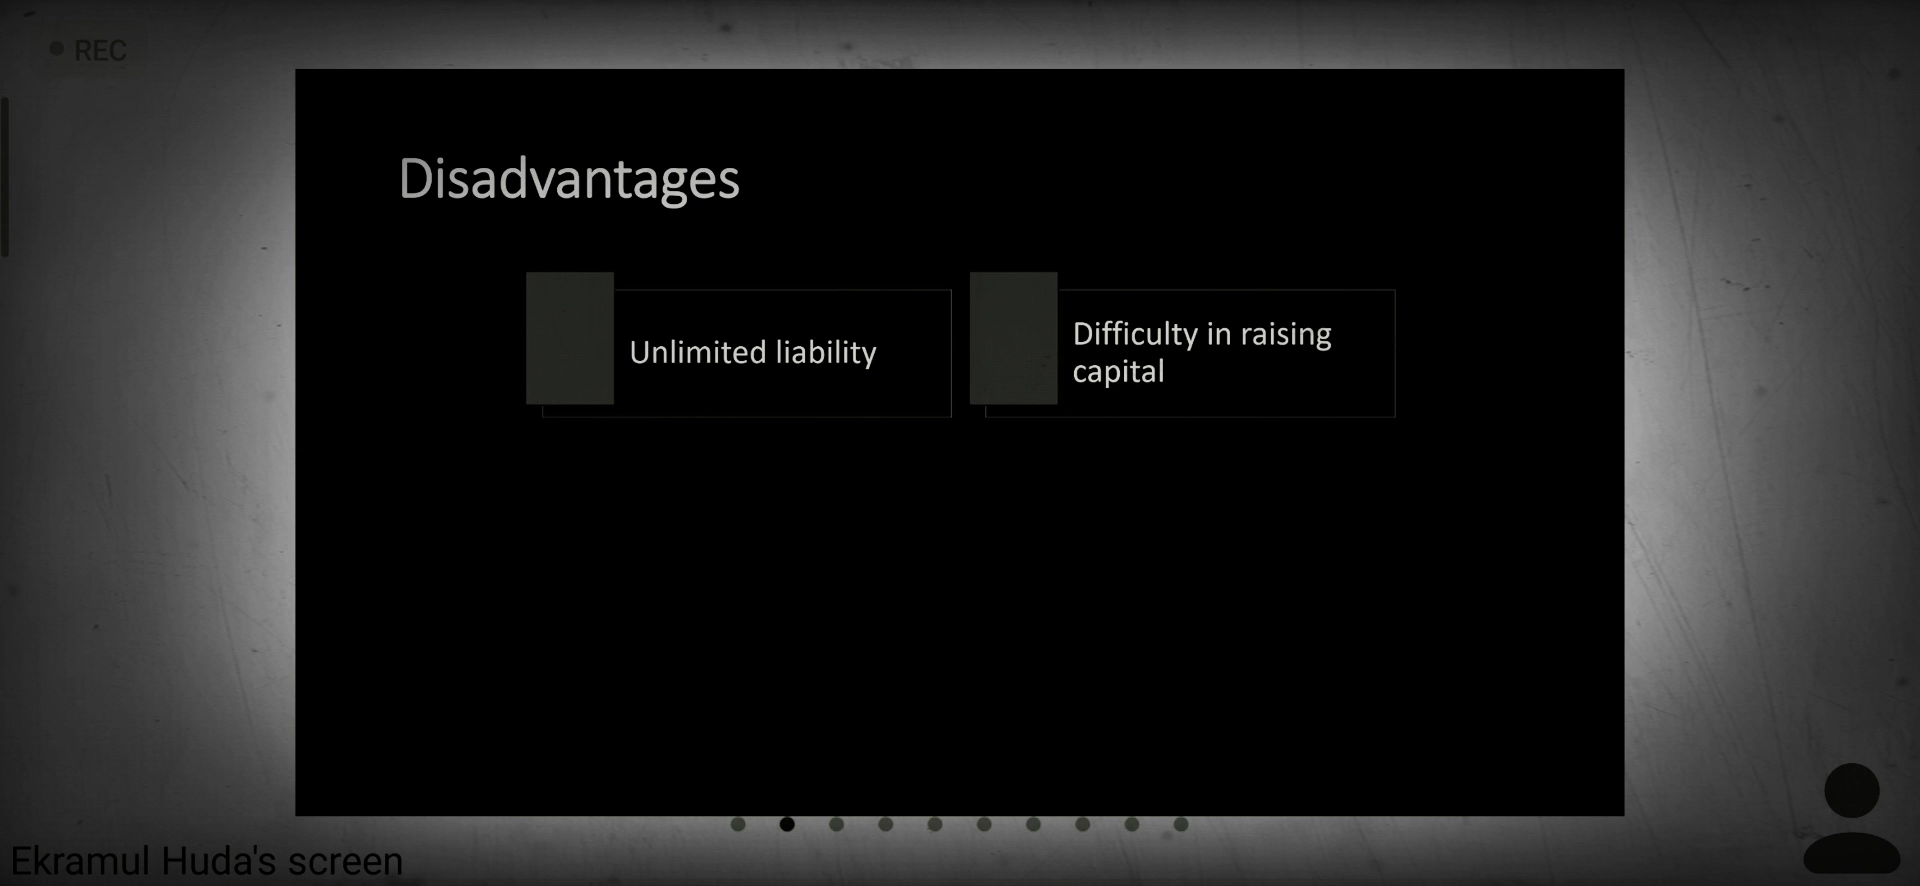 REC
Disadvantages
Unlimited liability
Difficulty in raising
capital
Ekramul Huda's screen